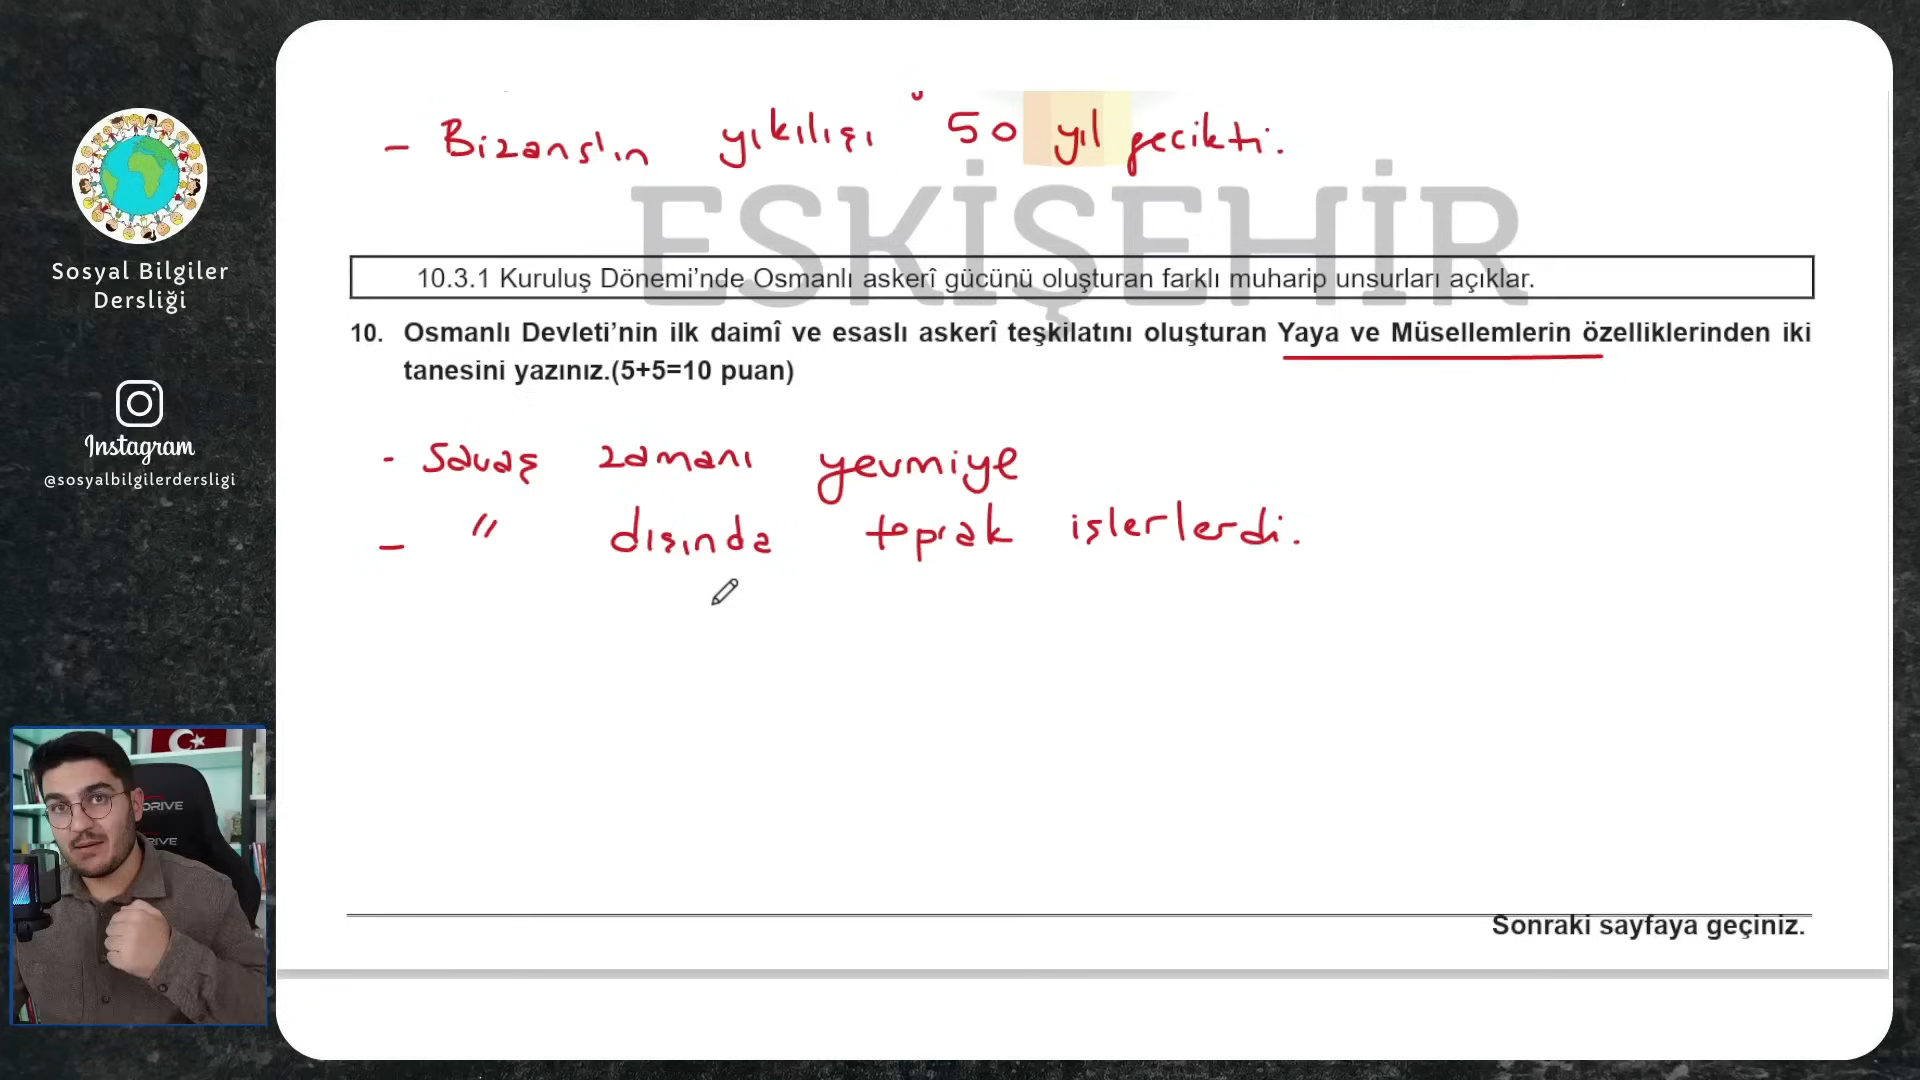 - Bizans'ın yıkılışı 50 yıl gecikti.
ESKİŞEHİR
10.3.1 Kuruluş Dönemi’nde Osmanlı askerî gücünü oluşturan farklı muharip unsurları açıklar.
10. Osmanlı Devleti’nin ilk daimî ve esaslı askerî teşkilatını oluşturan Yaya ve Müsellemlerin özelliklerinden iki
tanesini yazınız.(5+5=10 puan)
- Savaş zamanı yevmiye
- " dışında toprak işlerlerdi.
Sonraki sayfaya geçiniz.
Sosyal Bilgiler
Dersliği
Instagram
@sosyalbilgilerdersligi
DRIVE